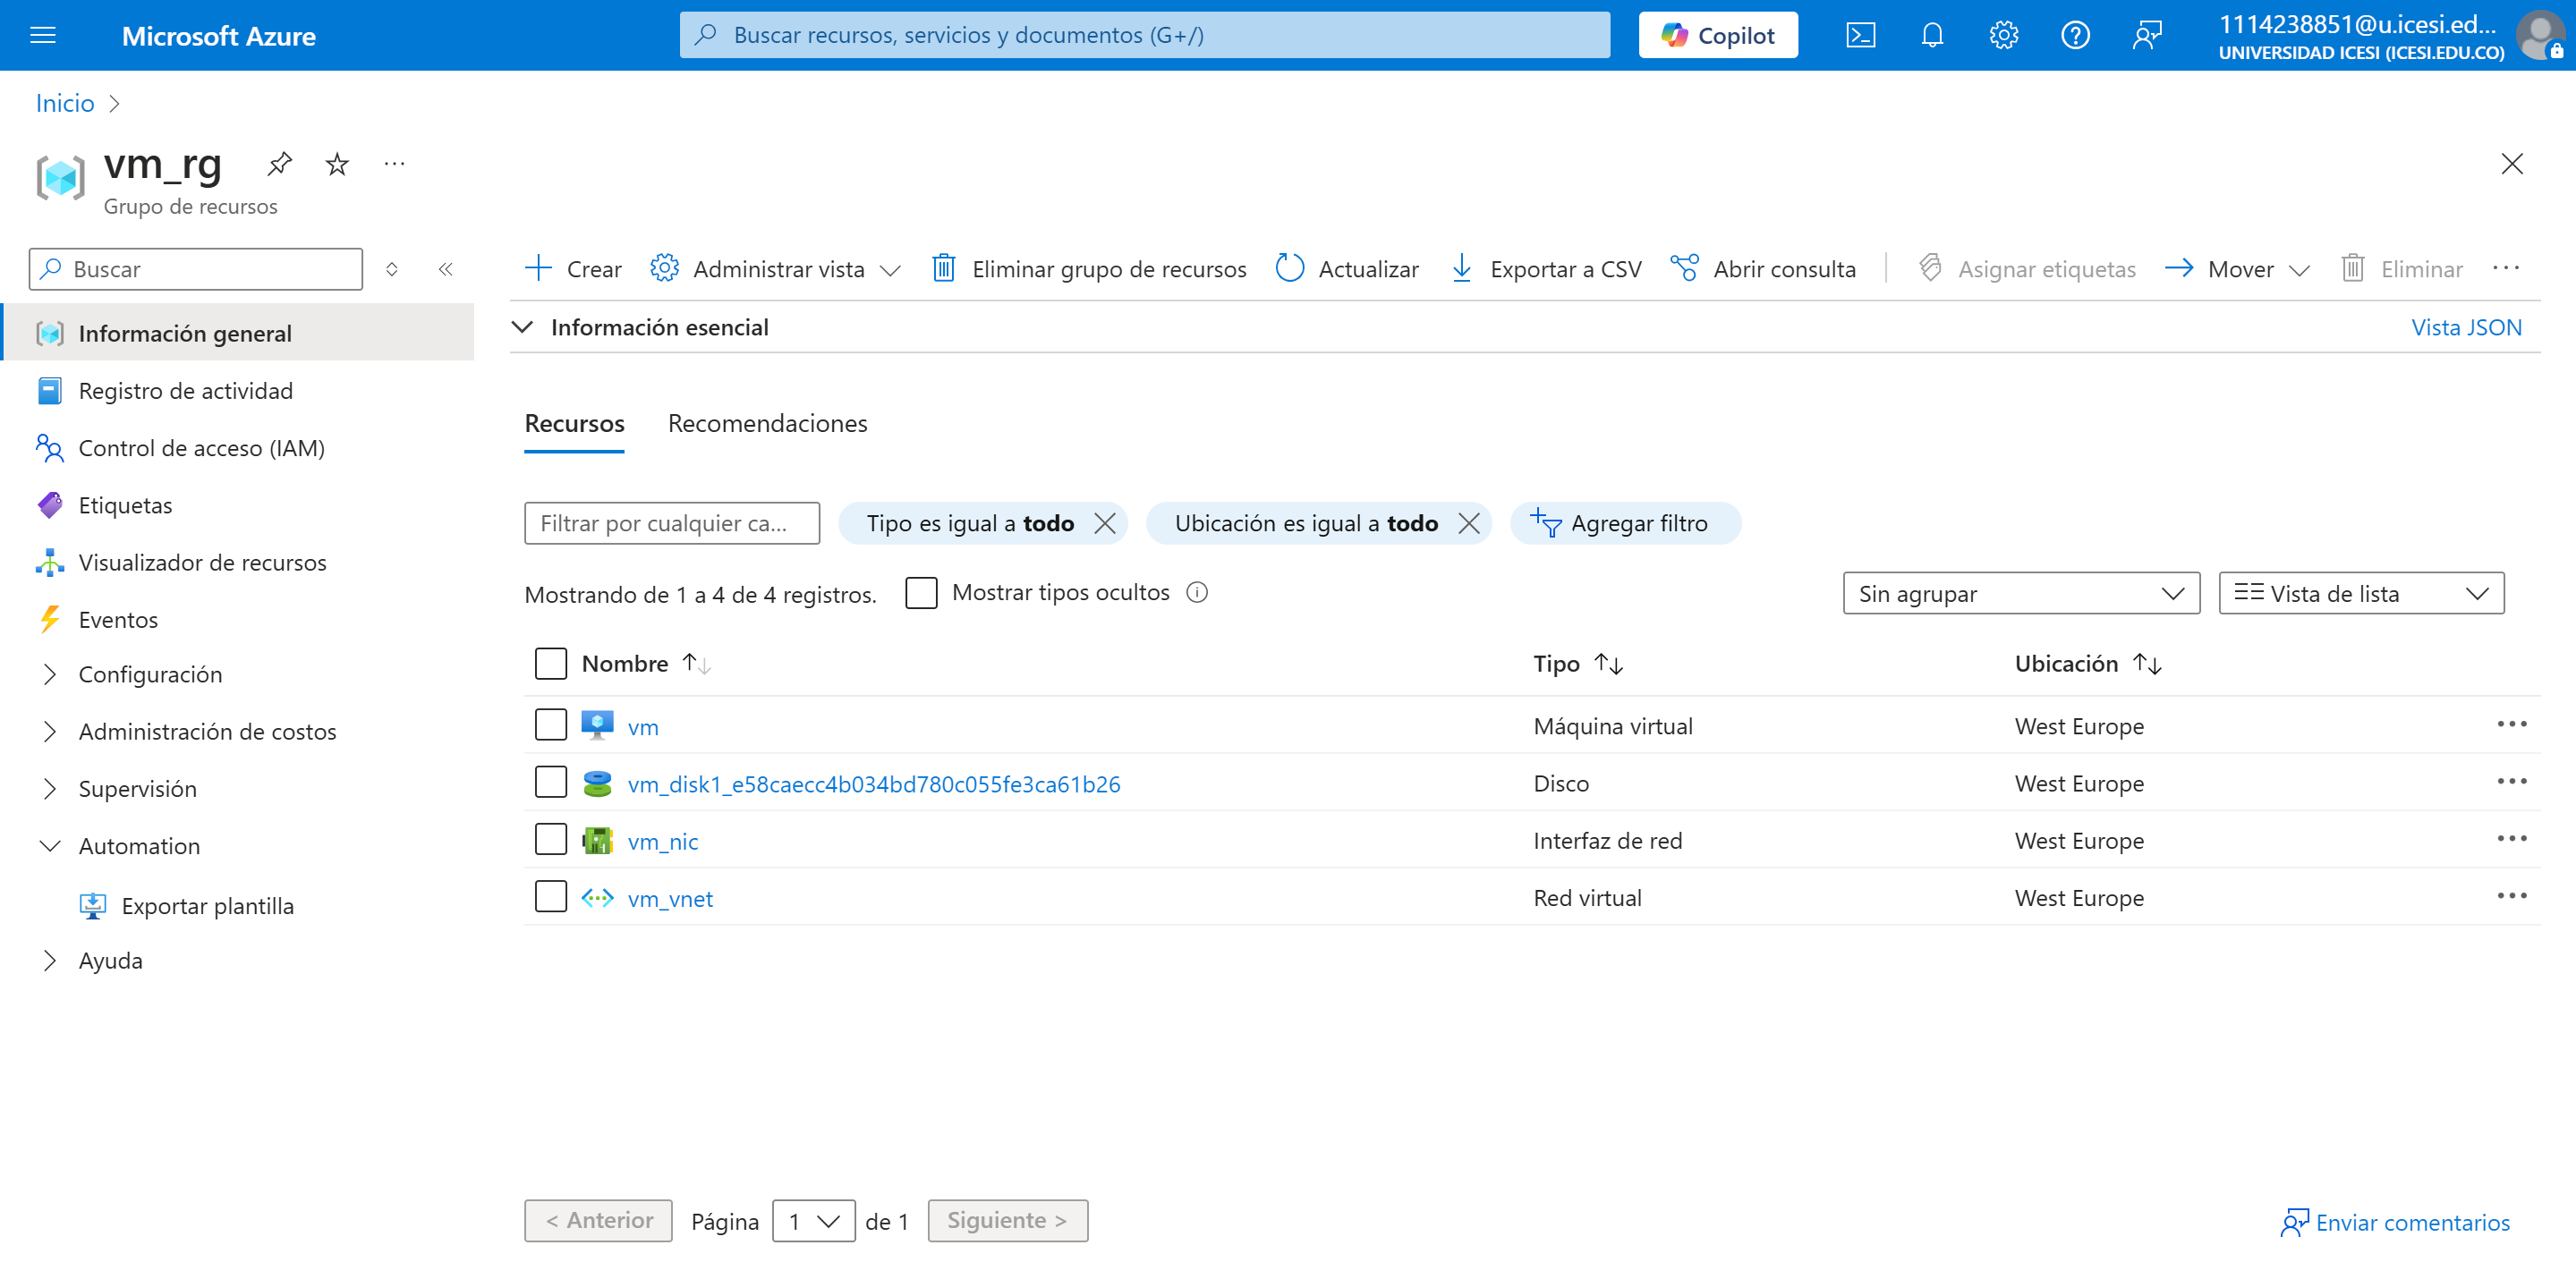 Microsoft Azure
Buscar recursos, servicios y documentos (G+/)
Copilot
1114238851@u.icesi.ed...
UNIVERSIDAD ICESI (ICESI.EDU.CO)
Inicio
vm_rg
Grupo de recursos
Buscar
Información general
Registro de actividad
Control de acceso (IAM)
Etiquetas
Visualizador de recursos
Eventos
Configuración
Administración de costos
Supervisión
Automation
Exportar plantilla
Ayuda
Crear
Administrar vista
Eliminar grupo de recursos
Actualizar
Exportar a CSV
Abrir consulta
Asignar etiquetas
Mover
Eliminar
Información esencial
Vista JSON
Recursos
Recomendaciones
Filtrar por cualquier ca...
Tipo es igual a todo
Ubicación es igual a todo
Agregar filtro
Mostrando de 1 a 4 de 4 registros.
Mostrar tipos ocultos
Sin agrupar
Vista de lista
Nombre
Tipo
Ubicación
vm
Máquina virtual
West Europe
vm_disk1_e58caecc4b034bd780c055fe3ca61b26
Disco
West Europe
vm_nic
Interfaz de red
West Europe
vm_vnet
Red virtual
West Europe
< Anterior
Página
1
de 1
Siguiente >
Enviar comentarios